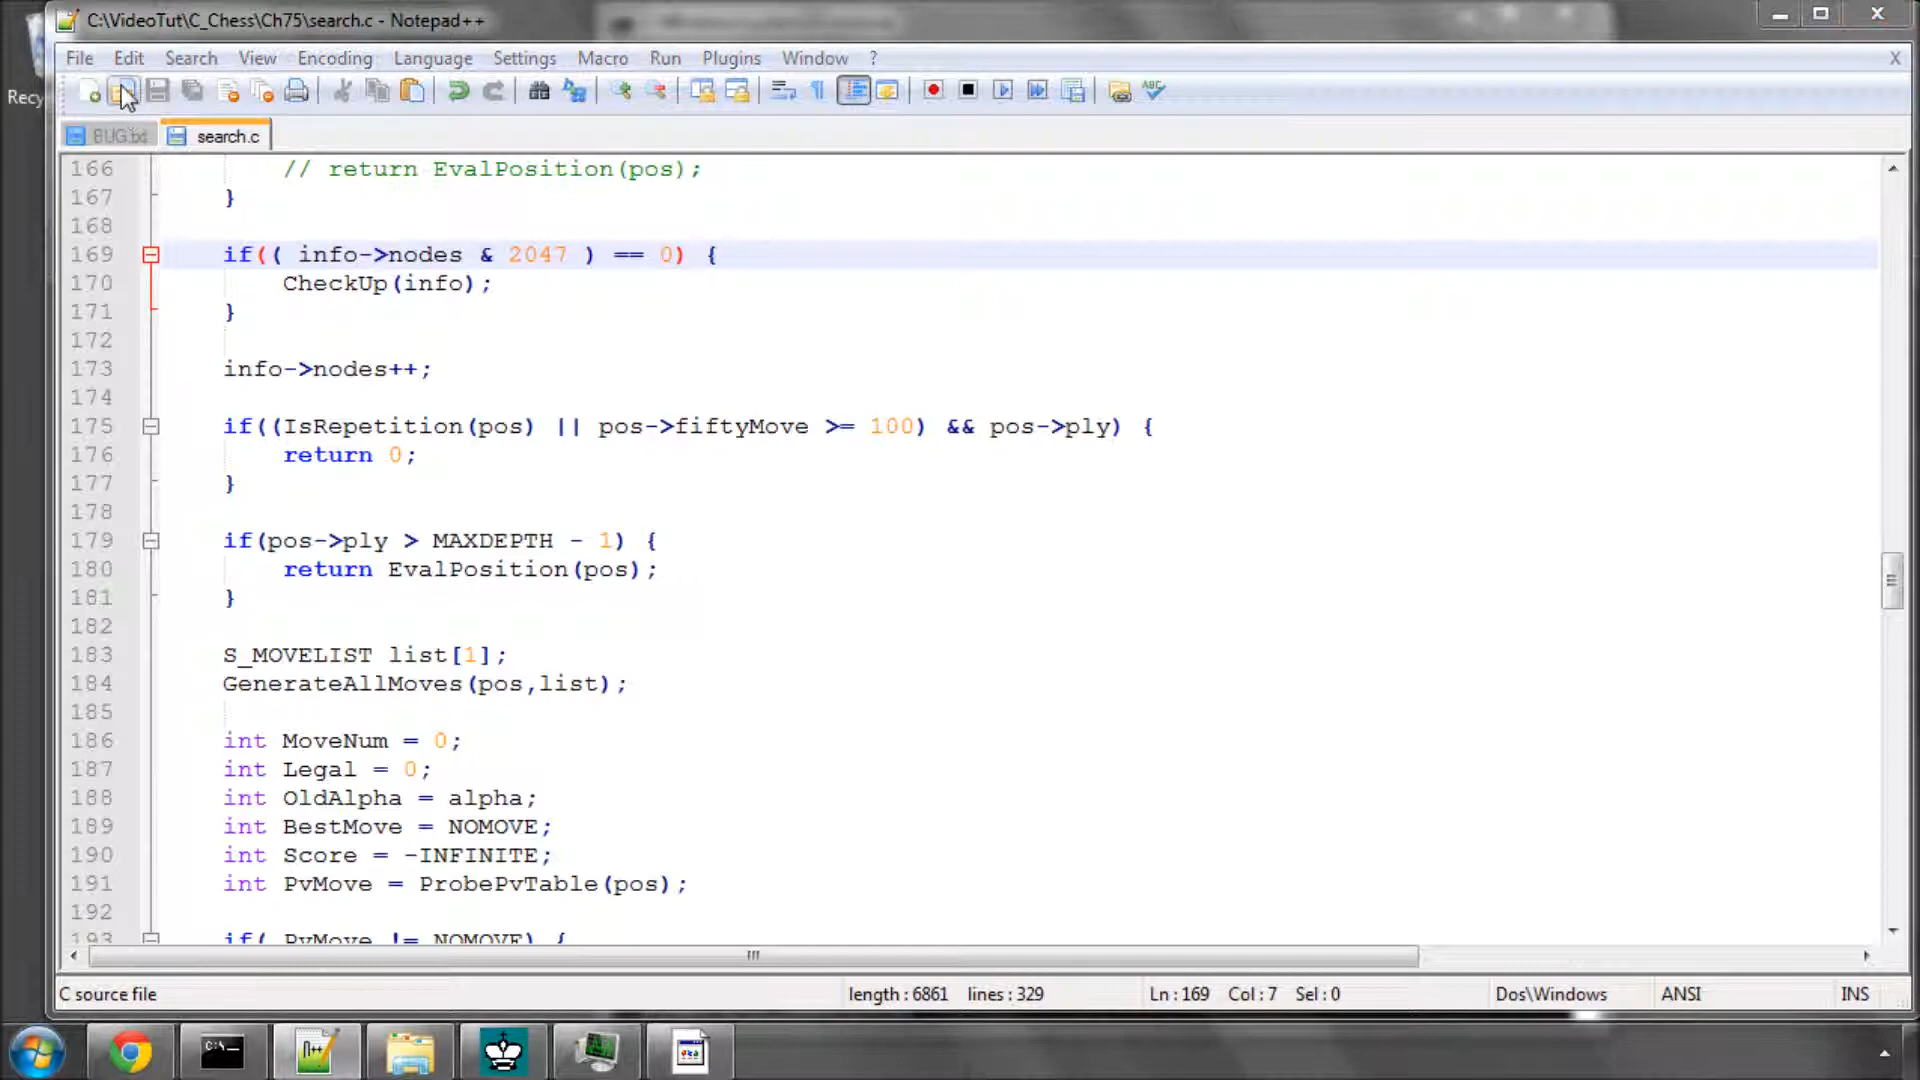 C:\VideoTut\C_Chess\Ch75\search.c - Notepad++
File Edit Search View Encoding Language Settings Macro Run Plugins Window ? X
Recy
BUG.txt search.c
166 // return EvalPosition(pos);
167 }
168
169 if(( info->nodes & 2047 ) == 0) {
170 CheckUp(info);
171 }
172
173 info->nodes++;
174
175 if((IsRepetition(pos) || pos->fiftyMove >= 100) && pos->ply) {
176 return 0;
177 }
178
179 if(pos->ply > MAXDEPTH - 1) {
180 return EvalPosition(pos);
181 }
182
183 S_MOVELIST list[1];
184 GenerateAllMoves(pos,list);
185
186 int MoveNum = 0;
187 int Legal = 0;
188 int OldAlpha = alpha;
189 int BestMove = NOMOVE;
190 int Score = -INFINITE;
191 int PvMove = ProbePvTable(pos);
192
193 if( PvMove != NOMOVE) {
C source file length : 6861 lines : 329 Ln : 169 Col : 7 Sel : 0 Dos\Windows ANSI INS